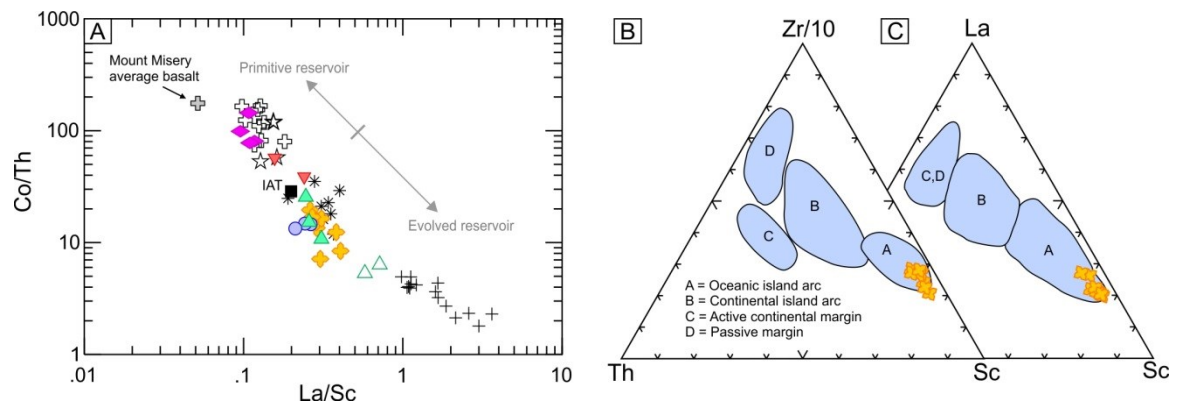 A
1000
100
10
1
Co/Th
Mount Misery
average basalt
Primitive reservoir
Evolved reservoir
IAT
.01
.1
1
10
La/Sc
B
Zr/10
D
B
C
A
A = Oceanic island arc
B = Continental island arc
C = Active continental margin
D = Passive margin
Th
Sc
C
La
C,D
B
A
Sc